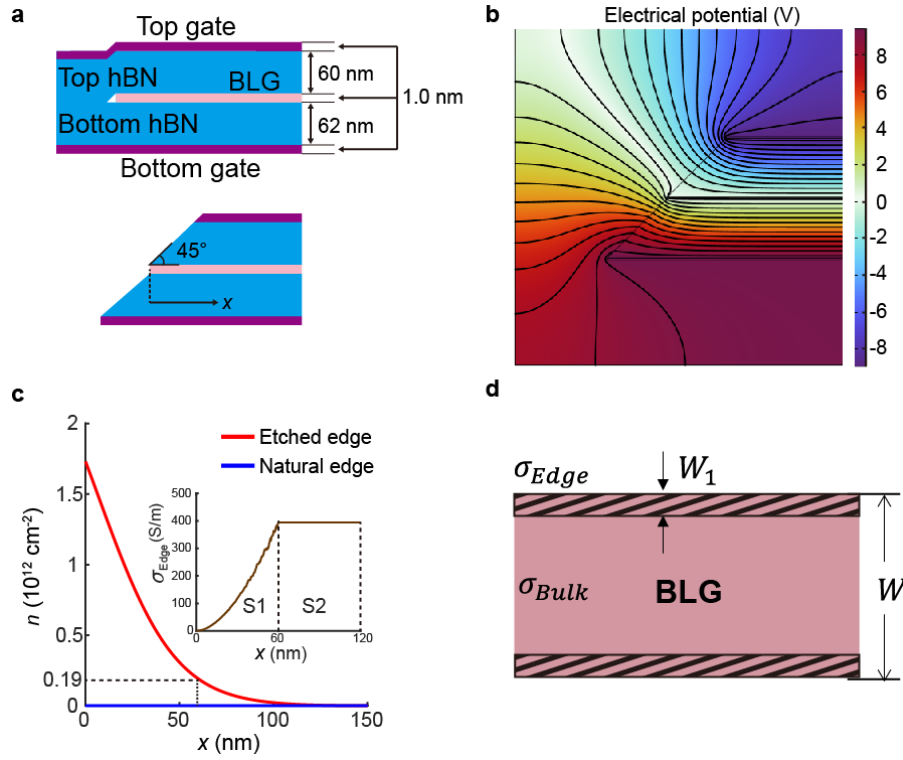 a
Top gate
Top hBN
BLG
60 nm
1.0 nm
Bottom hBN
62 nm
Bottom gate
45°
x
b
Electrical potential (V)
8
6
4
2
0
-2
-4
-6
-8
c
2
1.5
1
0.5
0.19
0
n (10¹² cm⁻²)
Etched edge
Natural edge
500
400
300
200
100
0
σEdge (S/m)
S1
S2
0
60
120
x (nm)
0
50
100
150
x (nm)
d
σEdge
W₁
σBulk
BLG
W